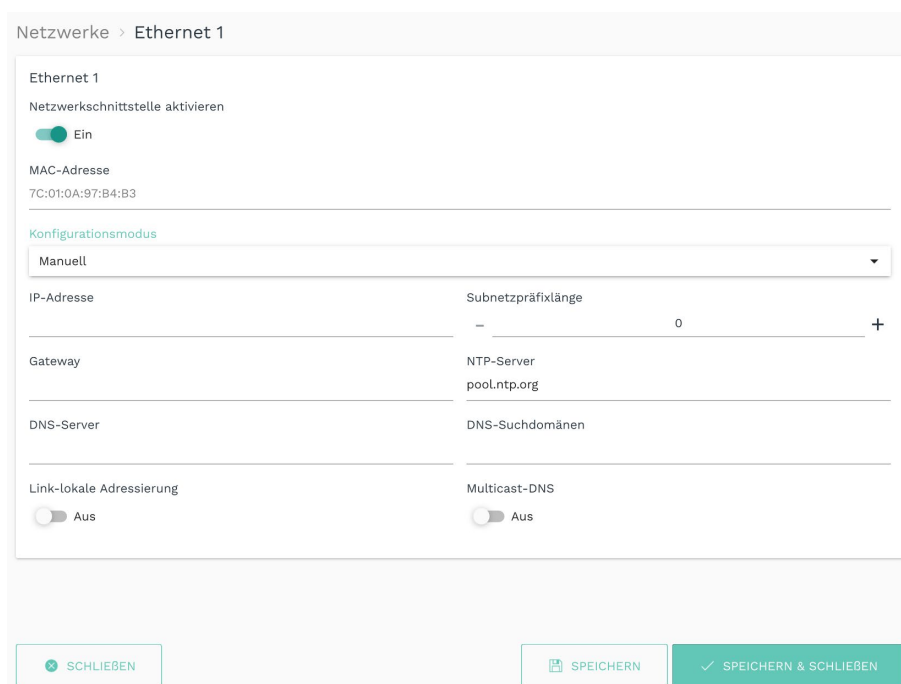 Netzwerke > Ethernet 1
Ethernet 1
Netzwerkschnittstelle aktivieren
Ein
MAC-Adresse
7C:01:0A:97:B4:B3
Konfigurationsmodus
Manuell
IP-Adresse
Subnetzpräfixlänge
- 0 +
Gateway
NTP-Server
pool.ntp.org
DNS-Server
DNS-Suchdomänen
Link-lokale Adressierung
Aus
Multicast-DNS
Aus
SCHLIEßEN
SPEICHERN
SPEICHERN & SCHLIEßEN